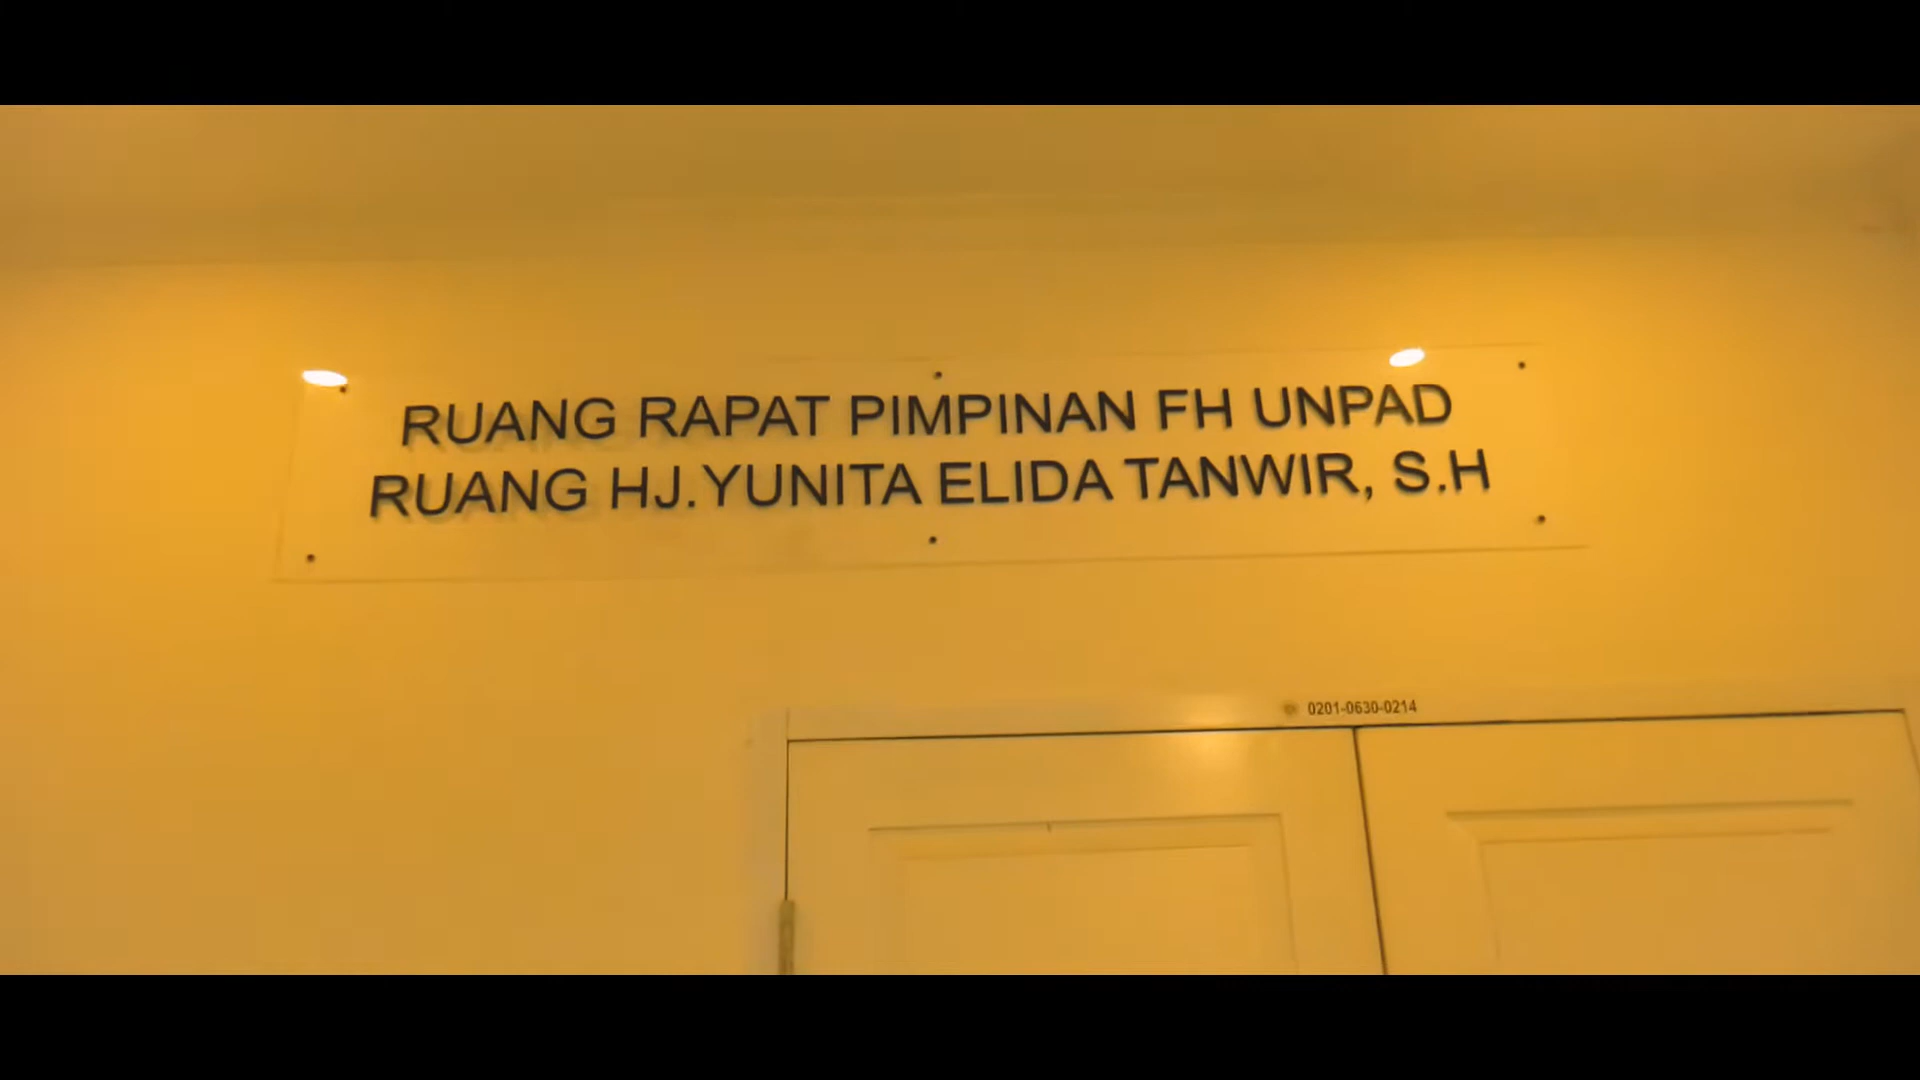 RUANG RAPAT PIMPINAN FH UNPAD
RUANG HJ.YUNITA ELIDA TANWIR, S.H
0201-0630-0214